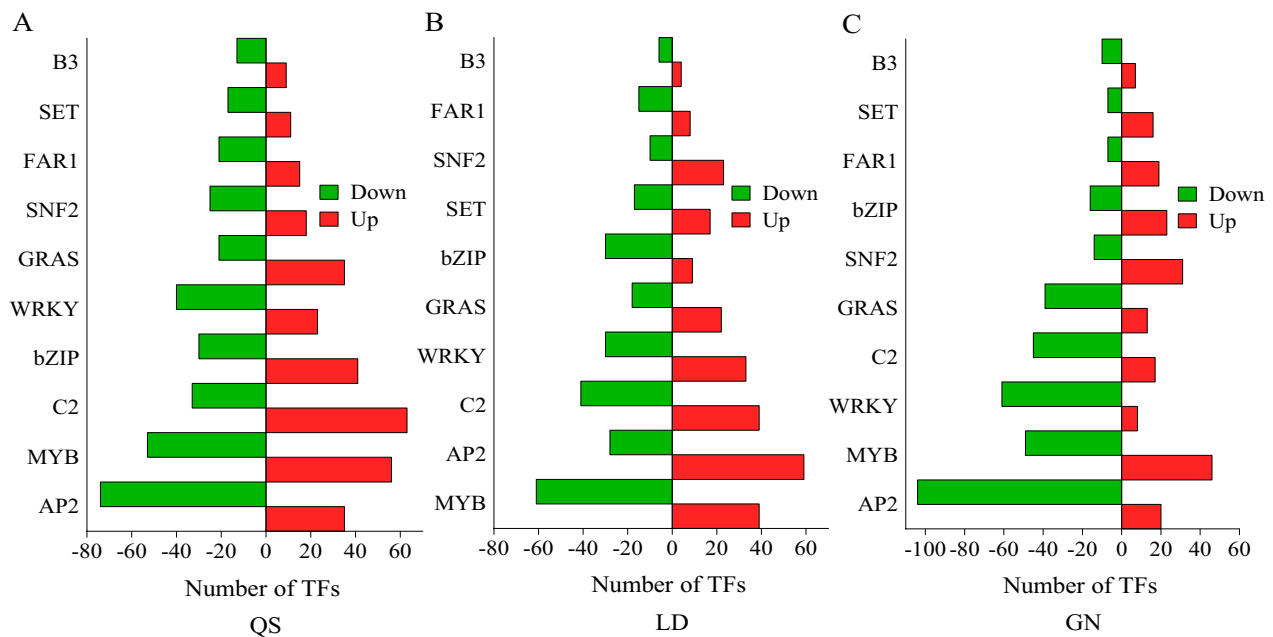 A
B3
SET
FAR1
SNF2
GRAS
WRKY
bZIP
C2
MYB
AP2
Down
Up
-80 -60 -40 -20 0 20 40 60
Number of TFs
QS
B
B3
FAR1
SNF2
SET
bZIP
GRAS
WRKY
C2
AP2
MYB
Down
Up
-80 -60 -40 -20 0 20 40 60
Number of TFs
LD
C
B3
SET
FAR1
bZIP
SNF2
GRAS
C2
WRKY
MYB
AP2
Down
Up
-100 -80 -60 -40 -20 0 20 40 60
Number of TFs
GN